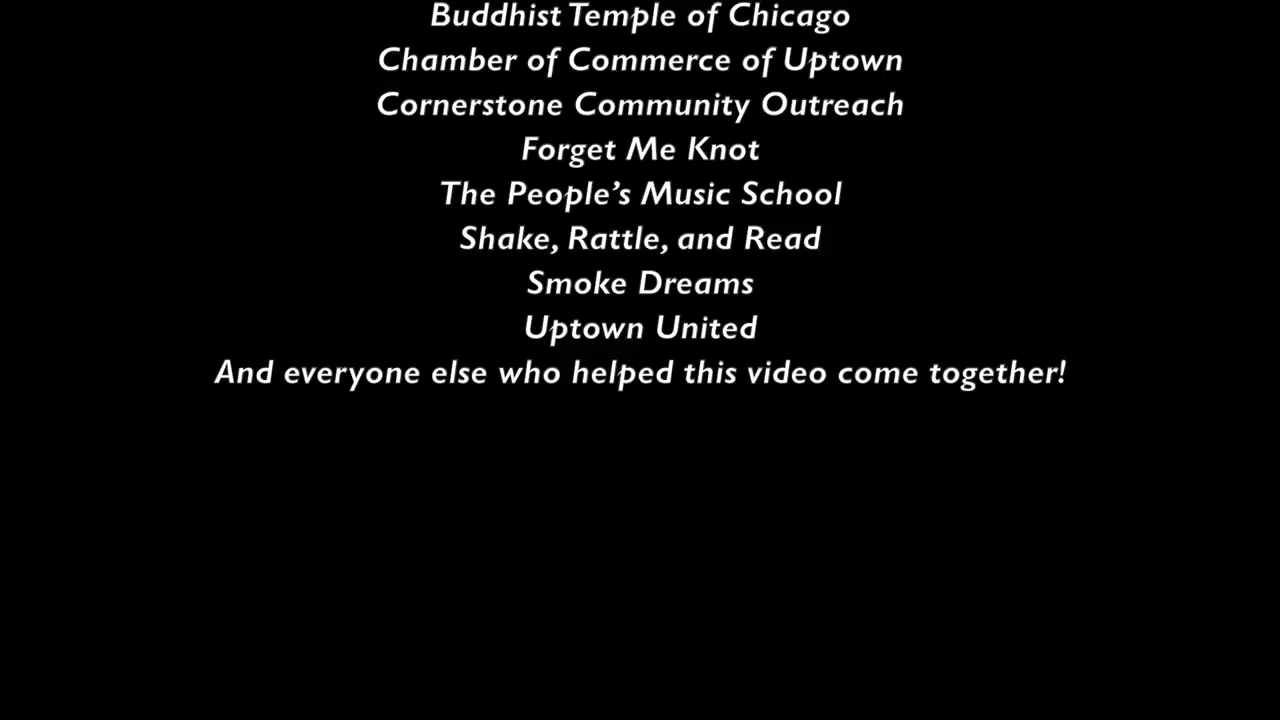 Buddhist Temple of Chicago
Chamber of Commerce of Uptown
Cornerstone Community Outreach
Forget Me Knot
The People’s Music School
Shake, Rattle, and Read
Smoke Dreams
Uptown United
And everyone else who helped this video come together!